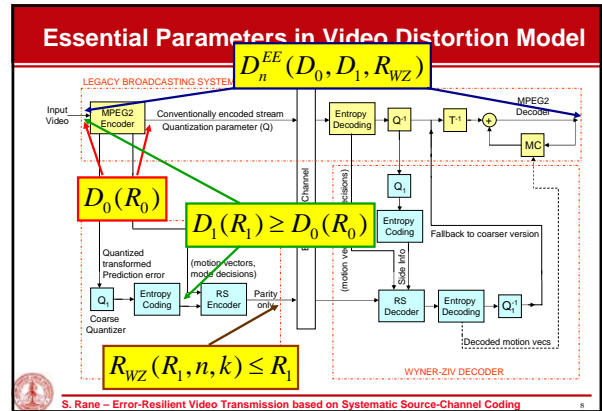 Essential Parameters in Video Distortion Model
D_n^{EE}(D_0, D_1, R_{WZ})
LEGACY BROADCASTING SYSTEM
Input
Video
MPEG2
Encoder
Conventionally encoded stream
Quantization parameter (Q)
Entropy
Decoding
Q^{-1}
T^{-1}
+
MPEG2
Decoder
MC
D_0(R_0)
D_1(R_1) ≥ D_0(R_0)
Channel
Q_1
Entropy
Coding
Side Info
Fallback to coarser version
Quantized
transformed
Prediction error
(motion vectors,
mode decisions)
Q_1
Coarse
Quantizer
Entropy
Coding
RS
Encoder
Parity
only
RS
Decoder
Entropy
Decoding
Q_1^{-1}
Decoded motion vecs
R_{WZ}(R_1, n, k) ≤ R_1
WYNER-ZIV DECODER
S. Rane – Error-Resilient Video Transmission based on Systematic Source-Channel Coding
8